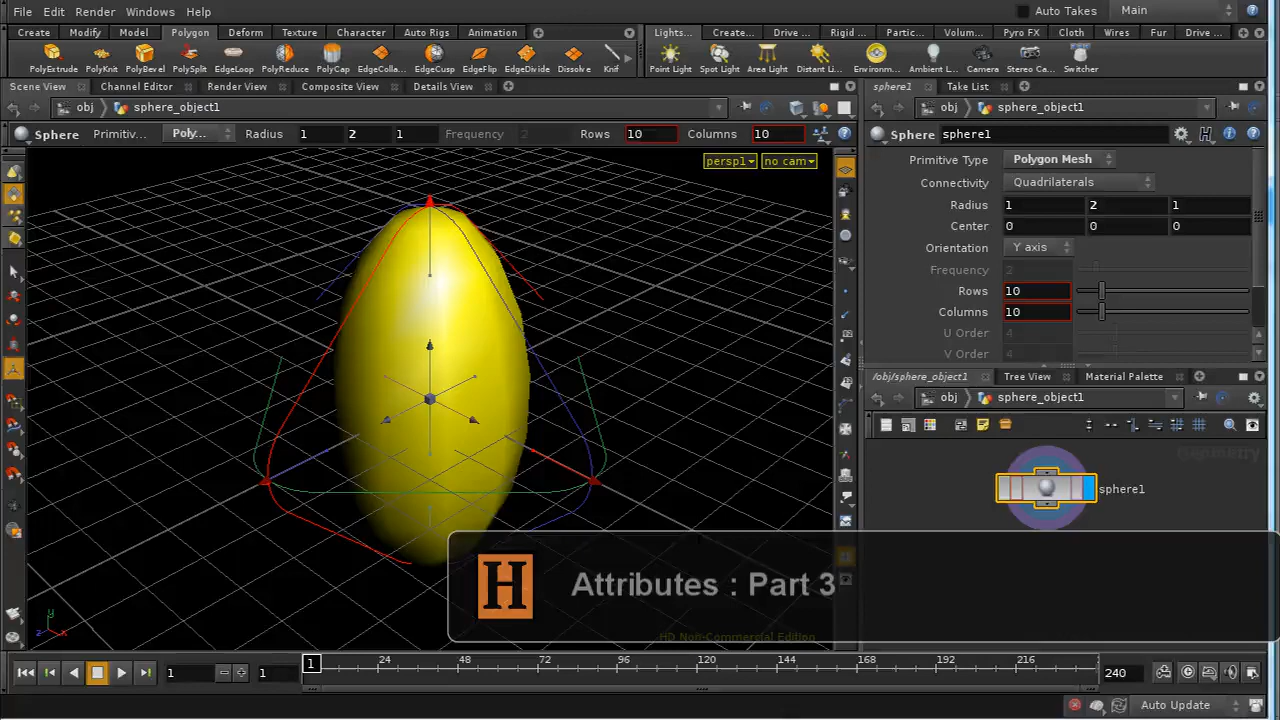 File Edit Render Windows Help Auto Takes Main
Create Modify Model Polygon Deform Texture Character Auto Rigs Animation Lights... Create... Drive ... Rigid ... Partic... Volum... Pyro FX Cloth Wires Fur Drive ...
PolyExtrude PolyKnit PolyBevel PolySplit EdgeLoop PolyReduce PolyCap EdgeColla... EdgeCusp EdgeFlip EdgeDivide Dissolve Knif Point Light Spot Light Area Light Distant Li... Environm... Ambient L... Camera Stereo Ca... Switcher
Scene View Channel Editor Render View Composite View Details View sphere1 Take List
obj sphere_object1 obj sphere_object1
Sphere Primitiv... Poly... Radius 1 2 1 Frequency 2 Rows 10 Columns 10 Sphere sphere1
persp1 no cam
Primitive Type Polygon Mesh
Connectivity Quadrilaterals
Radius 1 2 1
Center 0 0 0
Orientation Y axis
Frequency 2
Rows 10
Columns 10
U Order 4
V Order 4
/obj/sphere_object1 Tree View Material Palette
obj sphere_object1
Geometry
sphere1
H Attributes : Part 3
HD Non-Commercial Edition
y
z x
1 1 1 24 48 72 96 120 144 168 192 216 240
Auto Update